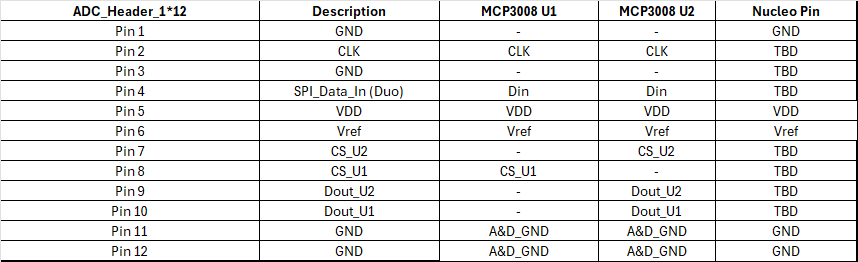 ADC_Header_1*12 Description MCP3008 U1 MCP3008 U2 Nucleo Pin
Pin 1 GND - - GND
Pin 2 CLK CLK CLK TBD
Pin 3 GND - - TBD
Pin 4 SPI_Data_In (Duo) Din Din TBD
Pin 5 VDD VDD VDD VDD
Pin 6 Vref Vref Vref Vref
Pin 7 CS_U2 - CS_U2 TBD
Pin 8 CS_U1 CS_U1 - TBD
Pin 9 Dout_U2 - Dout_U2 TBD
Pin 10 Dout_U1 - Dout_U1 TBD
Pin 11 GND A&D_GND A&D_GND GND
Pin 12 GND A&D_GND A&D_GND GND